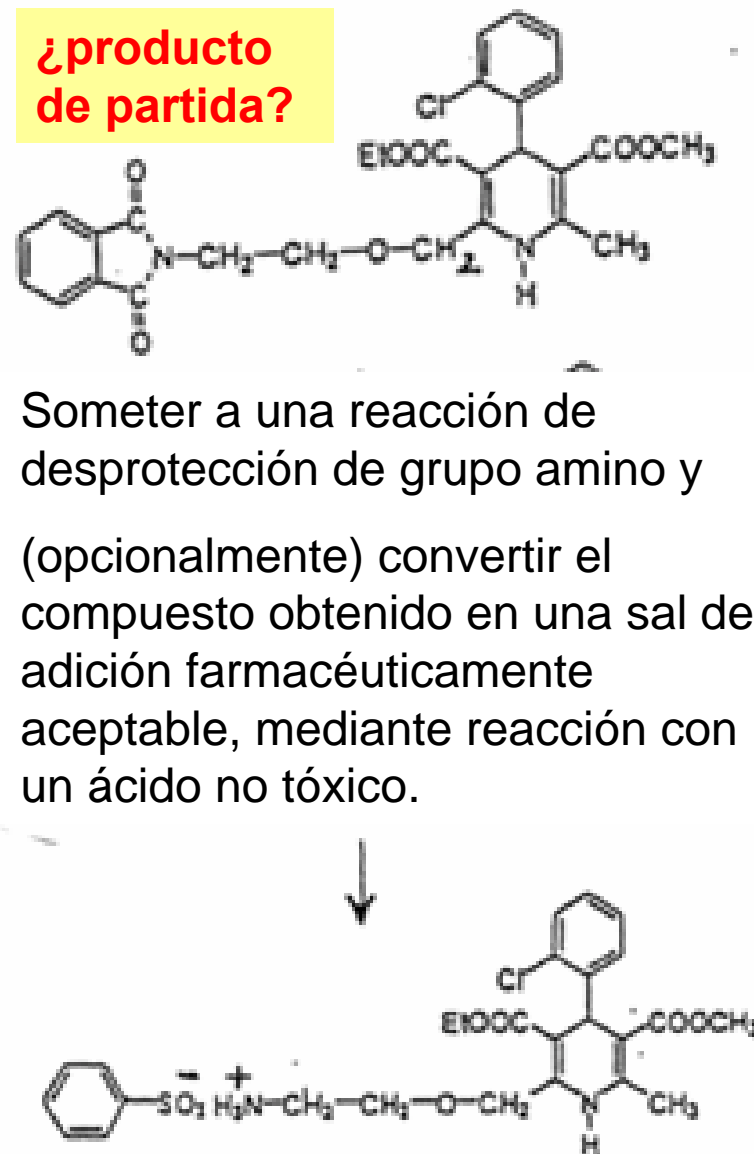 ¿producto
de partida?
Cl
EtOOC
COOCH₃
O
C
N-CH₂-CH₂-O-CH₂
N
CH₃
H
C
O
Someter a una reacción de
desprotección de grupo amino y
(opcionalmente) convertir el
compuesto obtenido en una sal de
adición farmacéuticamente
aceptable, mediante reacción con
un ácido no tóxico.
Cl
EtOOC
COOCH₃
SO₃⁻ H₃N⁺-CH₂-CH₂-O-CH₂
N
CH₃
H